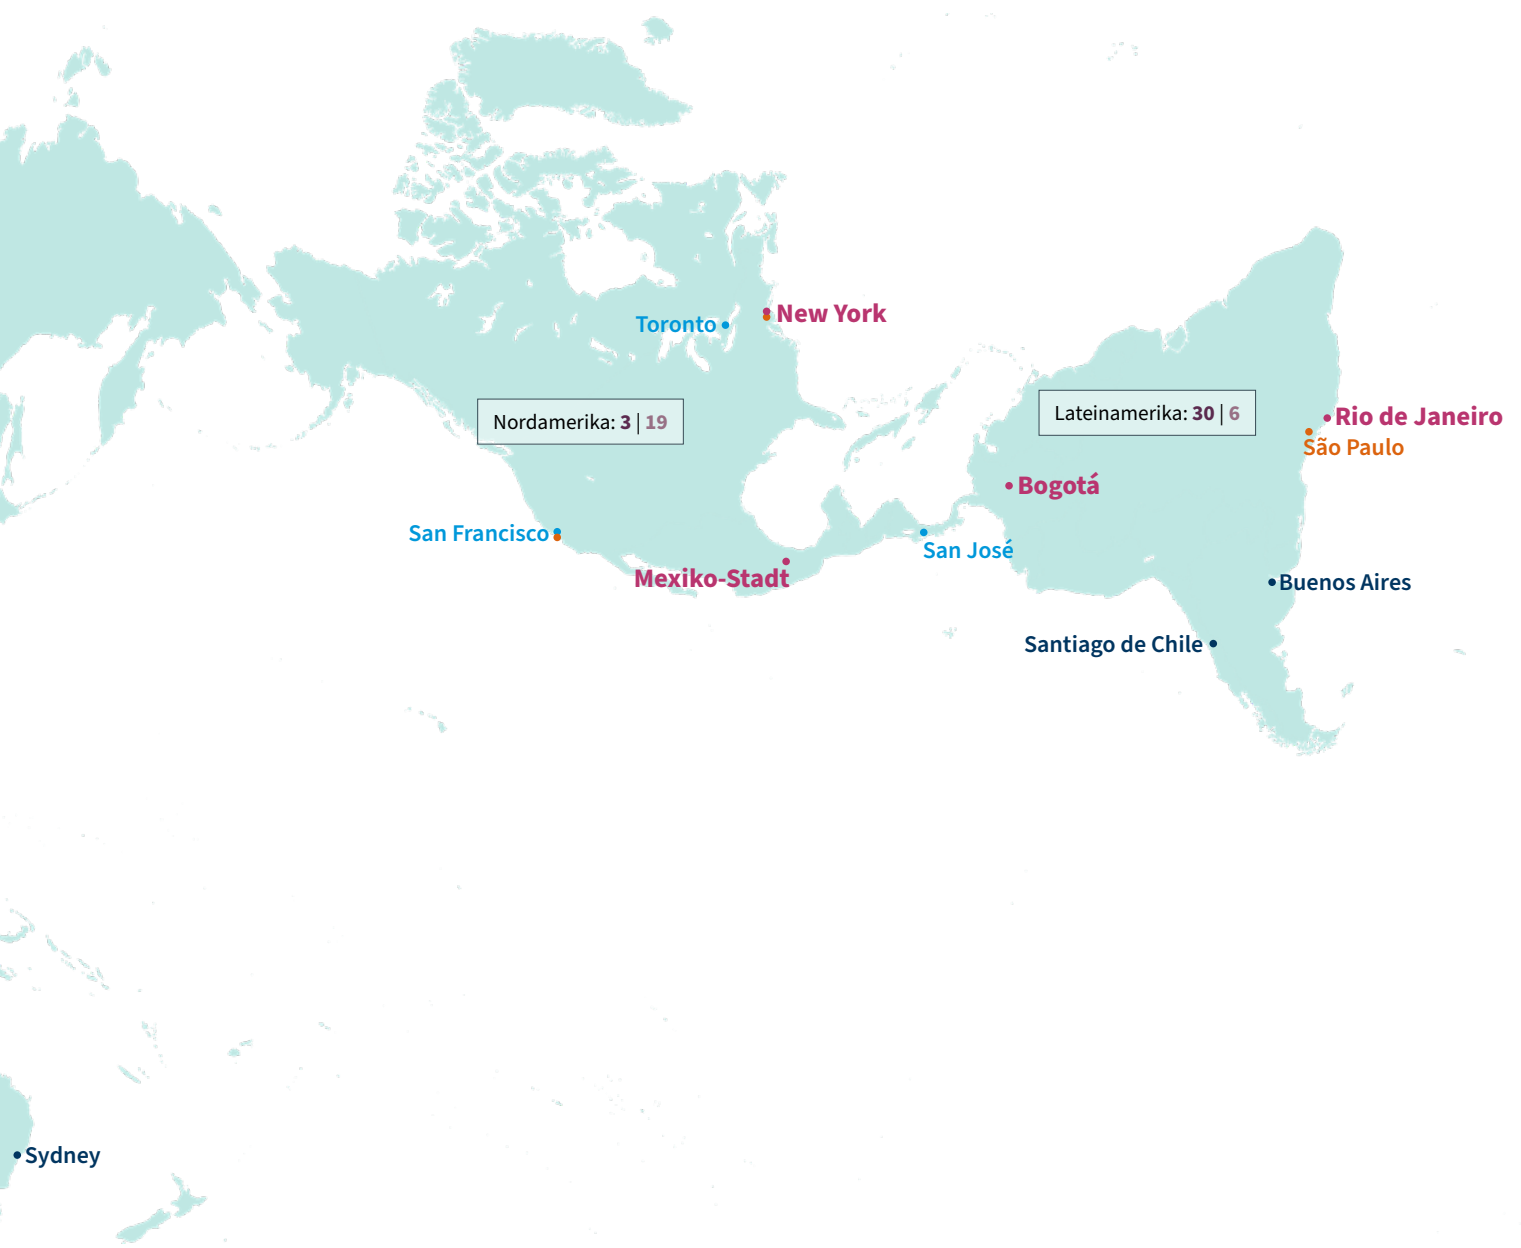 New York
Toronto
Nordamerika: 3 | 19
Lateinamerika: 30 | 6
Rio de Janeiro
São Paulo
Bogotá
San Francisco
San José
Mexiko-Stadt
Buenos Aires
Santiago de Chile
Sydney